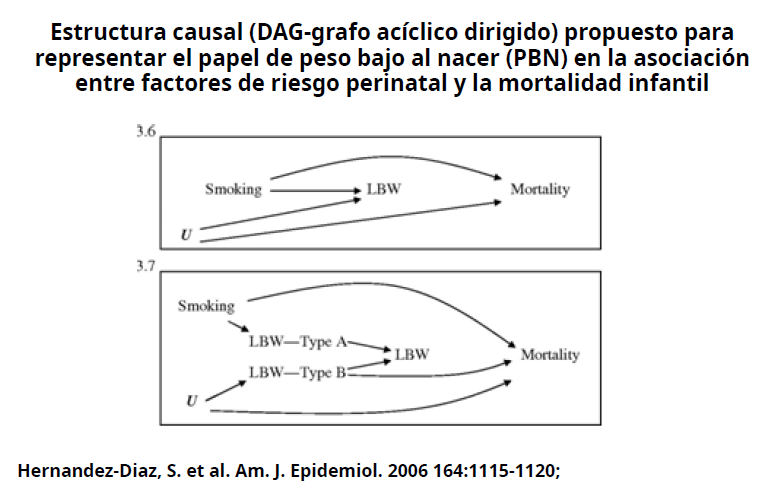 Estructura causal (DAG-grafo acíclico dirigido) propuesto para
representar el papel de peso bajo al nacer (PBN) en la asociación
entre factores de riesgo perinatal y la mortalidad infantil
3.6
Smoking
LBW
Mortality
U
3.7
Smoking
LBW—Type A
LBW
Mortality
LBW—Type B
U
Hernandez-Diaz, S. et al. Am. J. Epidemiol. 2006 164:1115-1120;